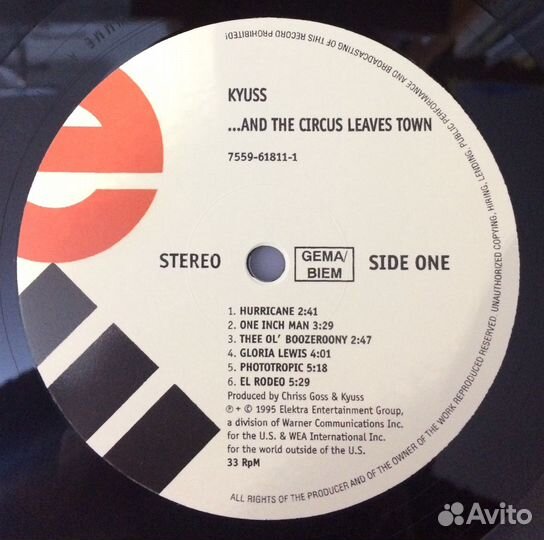 KYUSS
...AND THE CIRCUS LEAVES TOWN
7559-61811-1
STEREO
GEMA/
BIEM
SIDE ONE
1. HURRICANE 2:41
2. ONE INCH MAN 3:29
3. THEE OL' BOOZEROONY 2:47
4. GLORIA LEWIS 4:01
5. PHOTOTROPIC 5:18
6. EL RODEO 5:29
Produced by Chriss Goss & Kyuss
℗ + © 1995 Elektra Entertainment Group,
a division of Warner Communications Inc.
for the U.S. & WEA International Inc.
for the world outside of the U.S.
33 RpM
ALL RIGHTS OF THE PRODUCER AND OF THE OWNER OF THE WORK REPRODUCED RESERVED. UNAUTHORIZED COPYING, HIRING, LENDING, PUBLIC PERFORMANCE AND BROADCASTING OF THIS RECORD PROHIBITED!
Avito